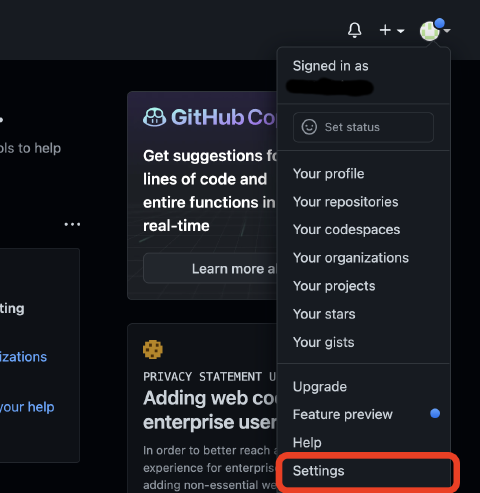 Signed in as
Set status
ols to help
GitHub Co
Get suggestions fo
lines of code and
entire functions in
real-time
Learn more a
Your profile
Your repositories
Your codespaces
Your organizations
Your projects
Your stars
Your gists
ting
izations
your help
PRIVACY STATEMENT U
Adding web coo
enterprise user
In order to better reach a
experience for enterpris
adding non-essential we
Upgrade
Feature preview
Help
Settings